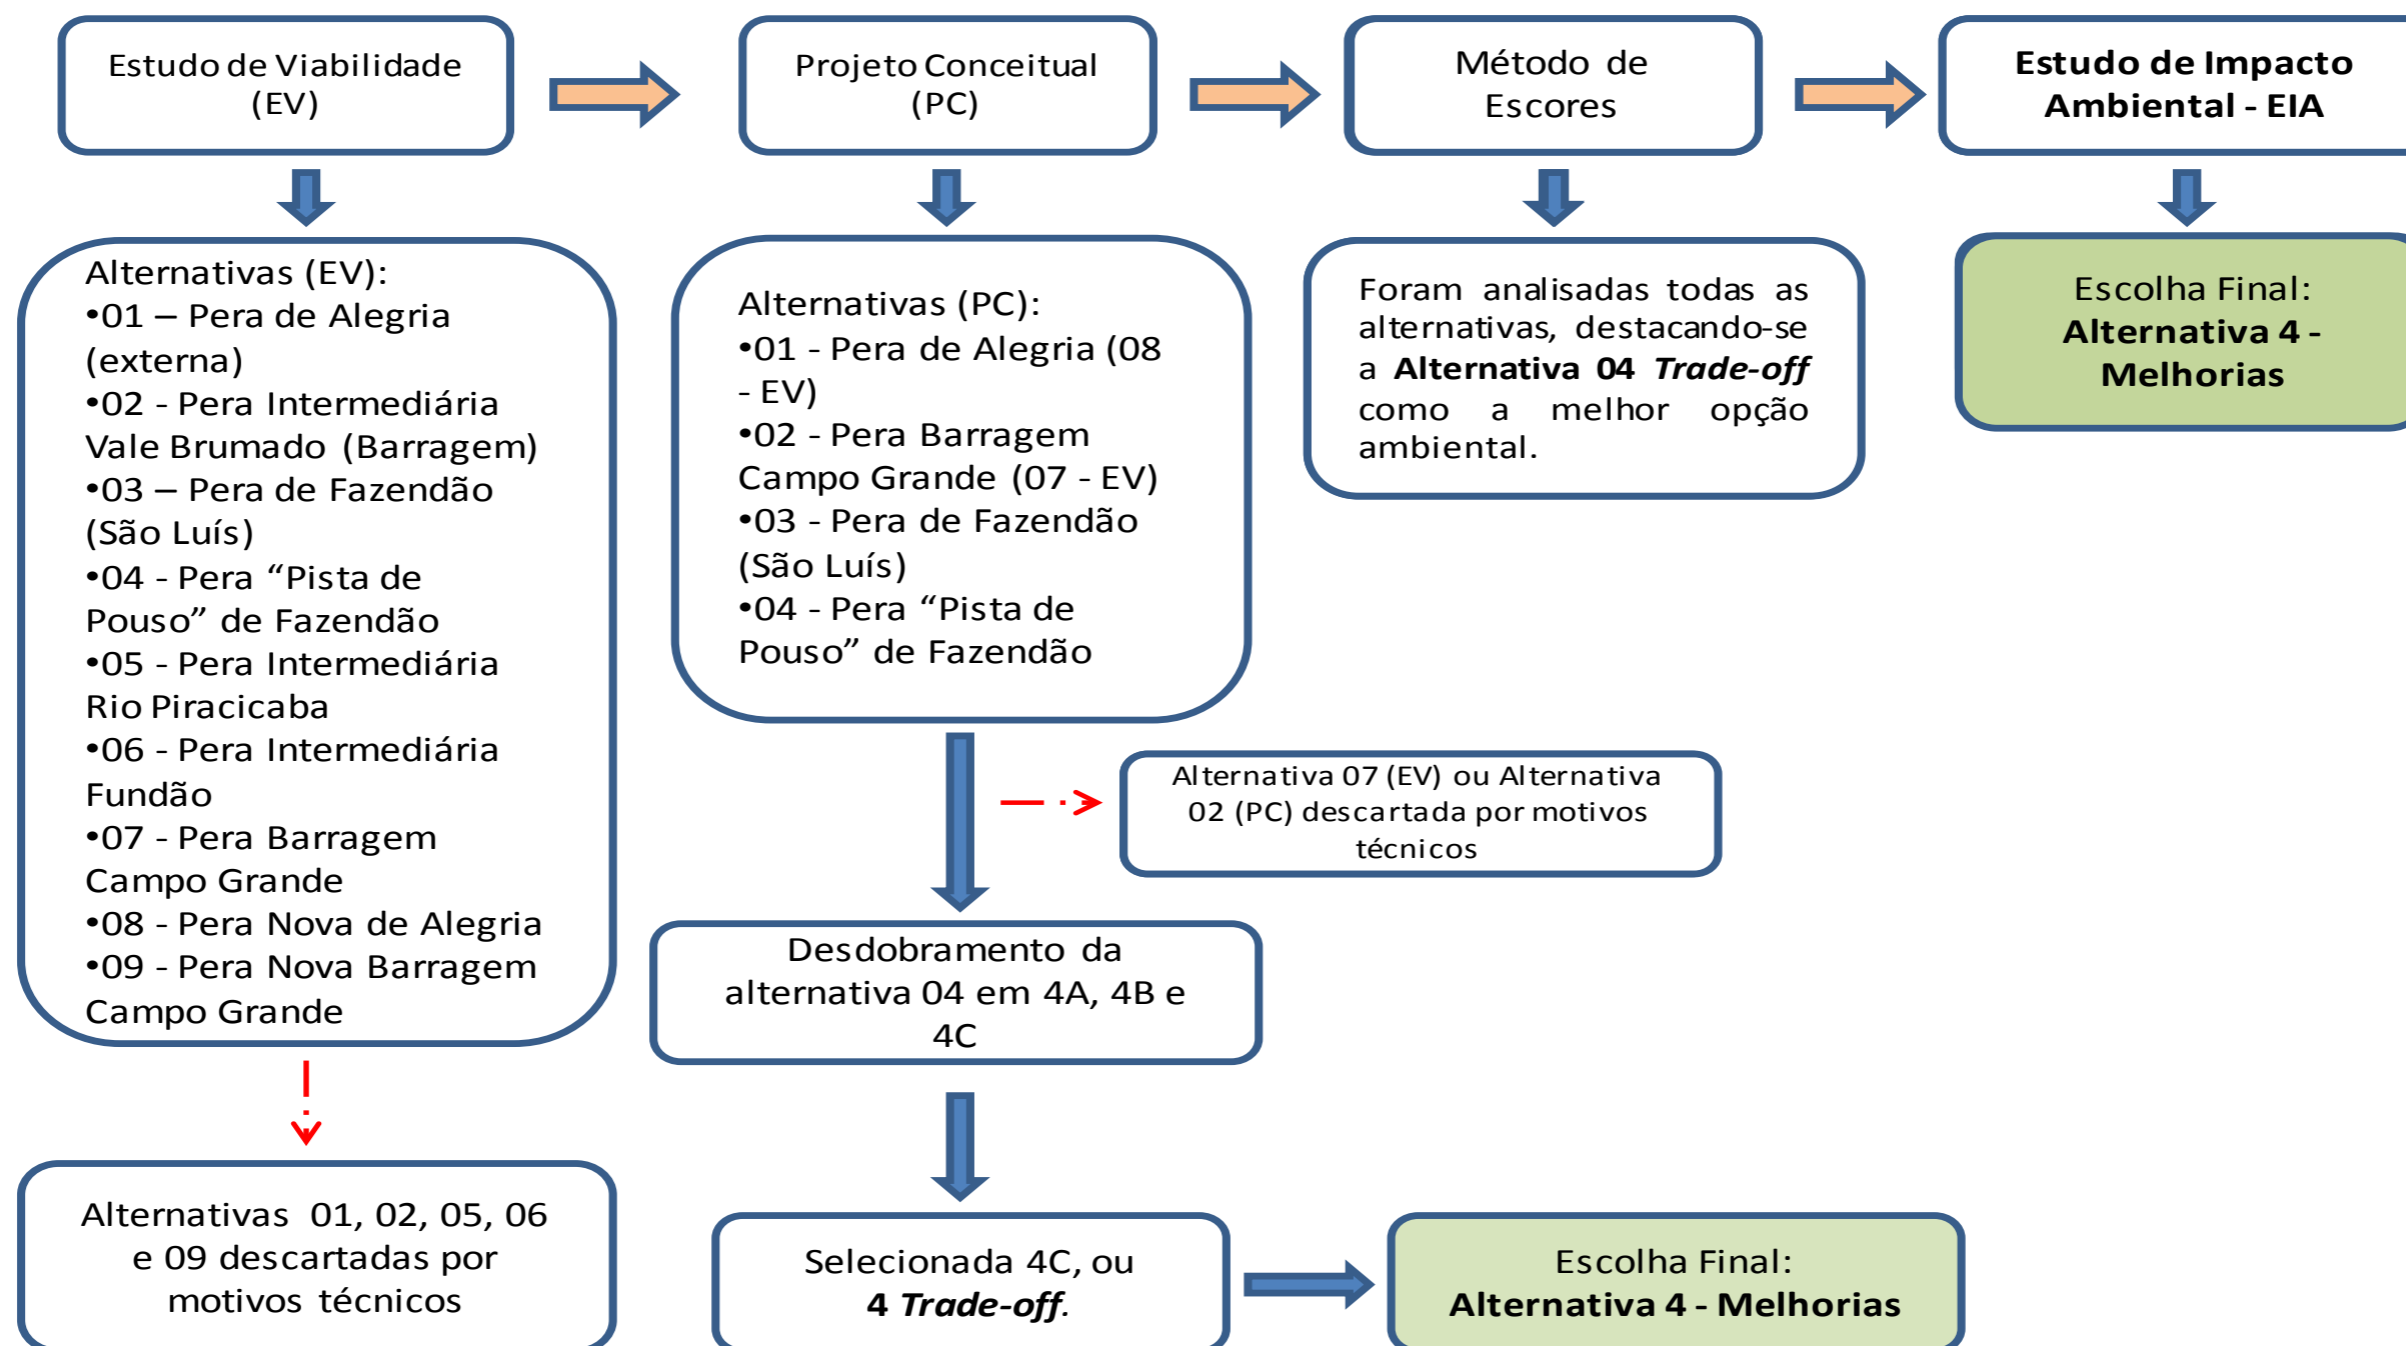 Estudo de Viabilidade
(EV)
Projeto Conceitual
(PC)
Método de
Escores
Estudo de Impacto
Ambiental - EIA
Alternativas (EV):
•01 – Pera de Alegria
(externa)
•02 - Pera Intermediária
Vale Brumado (Barragem)
•03 – Pera de Fazendão
(São Luís)
•04 - Pera “Pista de
Pouso” de Fazendão
•05 - Pera Intermediária
Rio Piracicaba
•06 - Pera Intermediária
Fundão
•07 - Pera Barragem
Campo Grande
•08 - Pera Nova de Alegria
•09 - Pera Nova Barragem
Campo Grande
Alternativas (PC):
•01 - Pera de Alegria (08
- EV)
•02 - Pera Barragem
Campo Grande (07 - EV)
•03 - Pera de Fazendão
(São Luís)
•04 - Pera “Pista de
Pouso” de Fazendão
Foram analisadas todas as
alternativas, destacando-se
a Alternativa 04 Trade-off
como a melhor opção
ambiental.
Escolha Final:
Alternativa 4 -
Melhorias
Alternativa 07 (EV) ou Alternativa
02 (PC) descartada por motivos
técnicos
Desdobramento da
alternativa 04 em 4A, 4B e
4C
Alternativas 01, 02, 05, 06
e 09 descartadas por
motivos técnicos
Selecionada 4C, ou
4 Trade-off.
Escolha Final:
Alternativa 4 - Melhorias